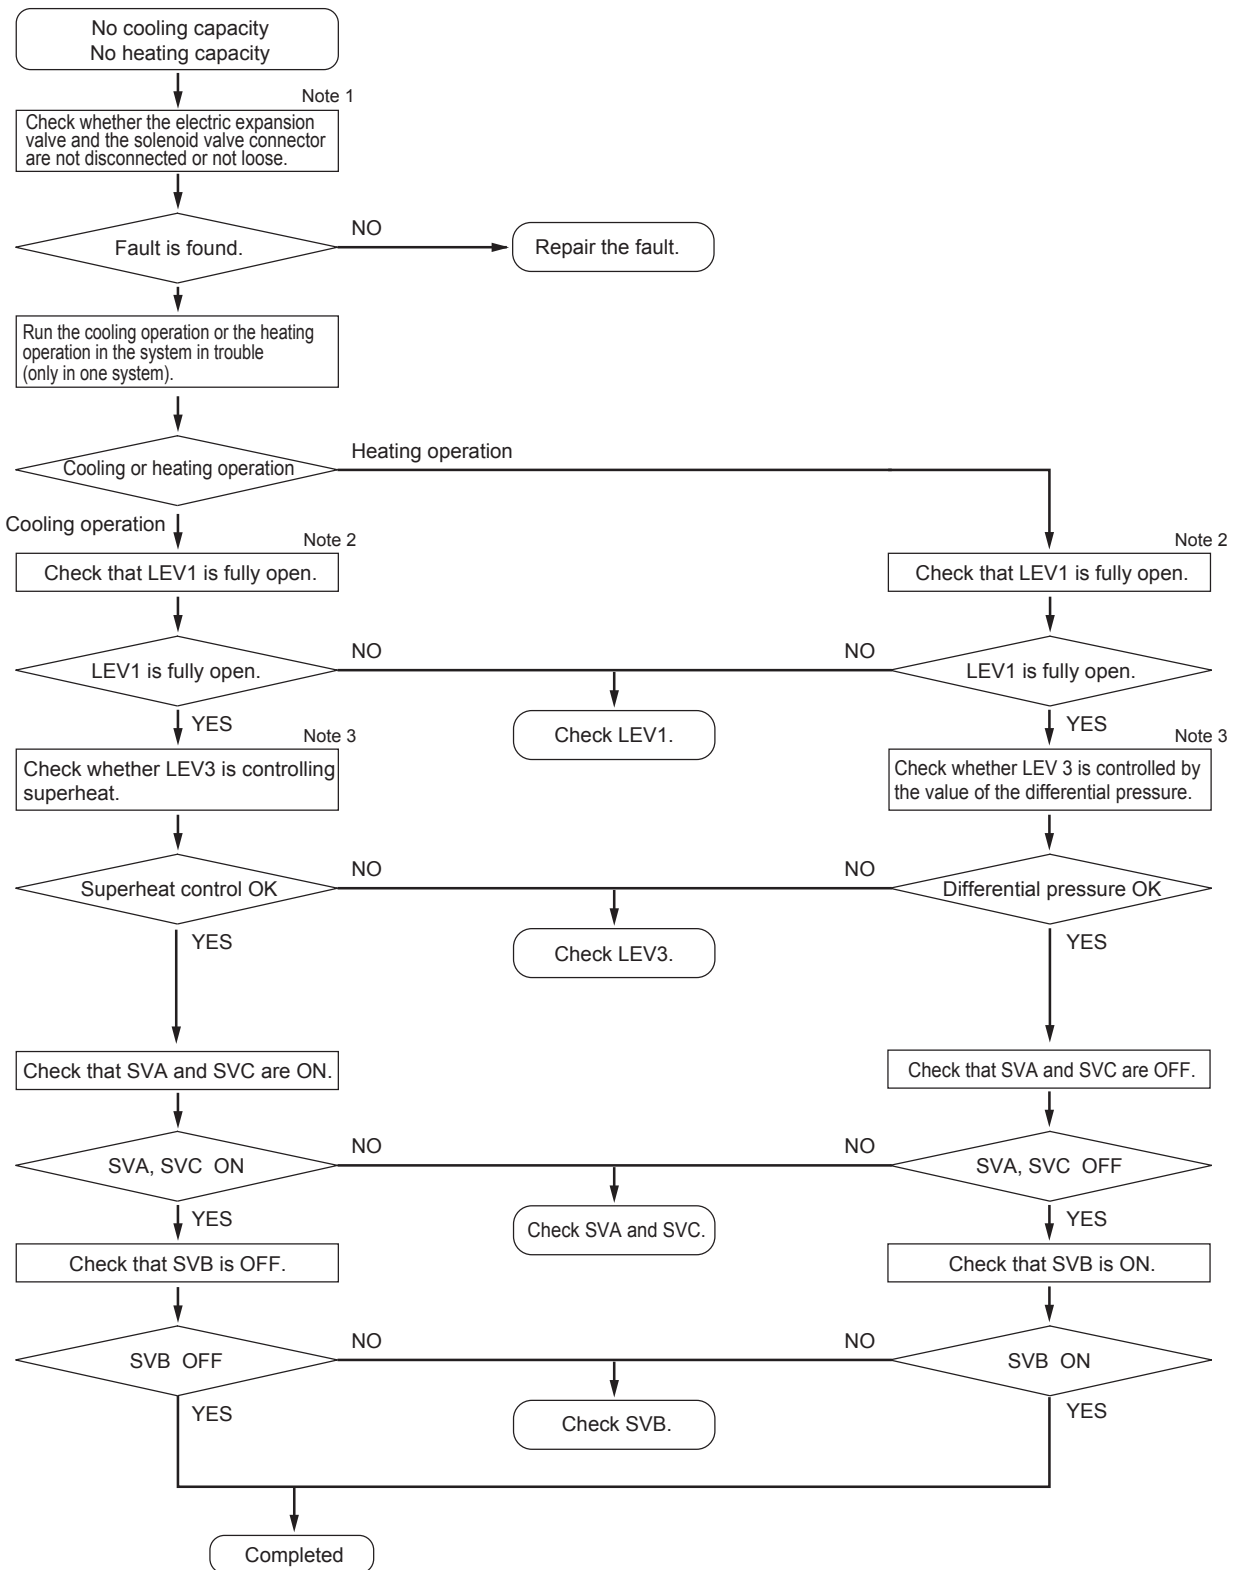 No cooling capacity
No heating capacity
Note 1
Check whether the electric expansion
valve and the solenoid valve connector
are not disconnected or not loose.
Fault is found.
NO
Repair the fault.
Run the cooling operation or the heating
operation in the system in trouble
(only in one system).
Cooling or heating operation
Heating operation
Cooling operation
Note 2
Check that LEV1 is fully open.
Note 2
Check that LEV1 is fully open.
LEV1 is fully open.
NO
NO
LEV1 is fully open.
YES
Check LEV1.
YES
Note 3
Check whether LEV3 is controlling
superheat.
Note 3
Check whether LEV 3 is controlled by
the value of the differential pressure.
Superheat control OK
NO
NO
Differential pressure OK
YES
Check LEV3.
YES
Check that SVA and SVC are ON.
Check that SVA and SVC are OFF.
SVA, SVC ON
NO
NO
SVA, SVC OFF
YES
Check SVA and SVC.
YES
Check that SVB is OFF.
Check that SVB is ON.
SVB OFF
NO
NO
SVB ON
YES
Check SVB.
YES
Completed